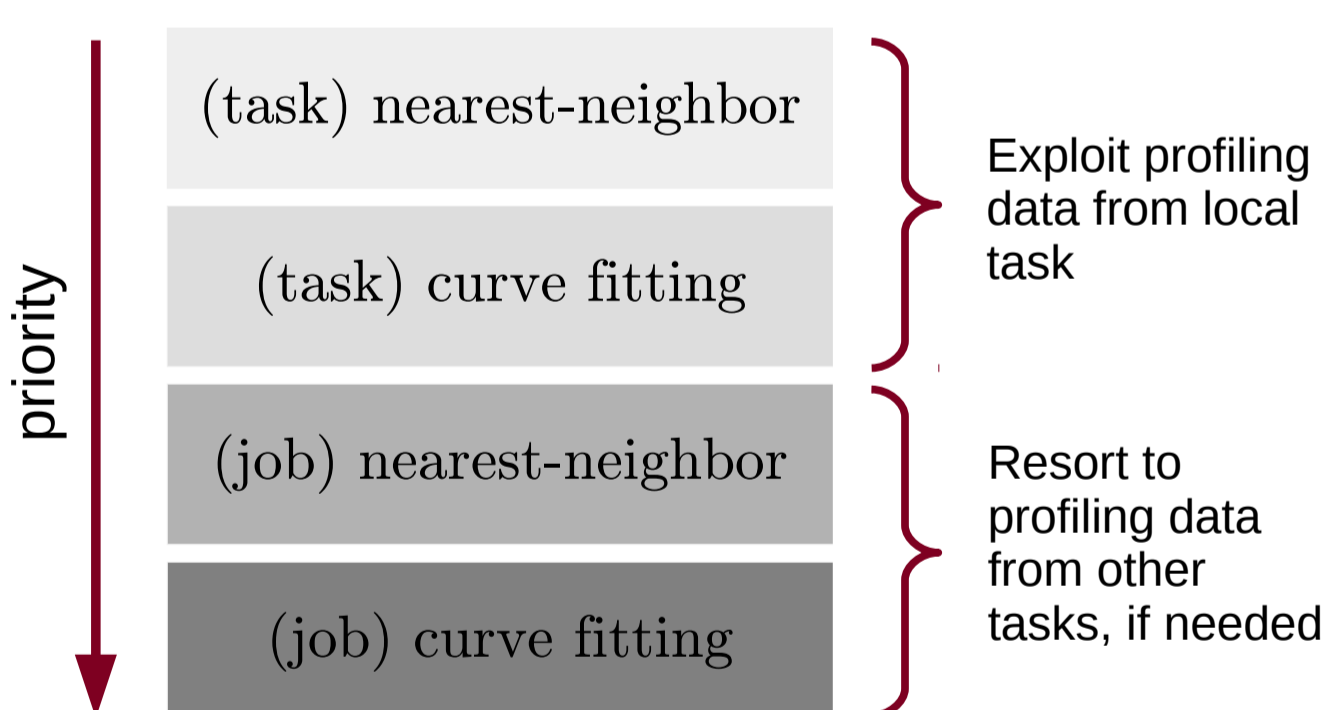 priority
(task) nearest-neighbor
(task) curve fitting
(job) nearest-neighbor
(job) curve fitting
Exploit profiling
data from local
task
Resort to
profiling data
from other
tasks, if needed